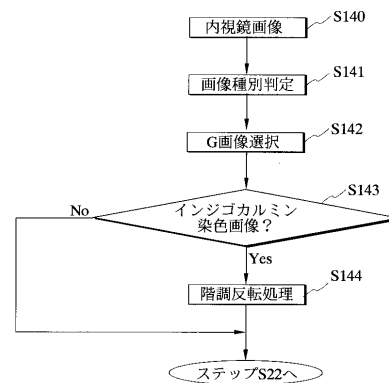 内視鏡画像
S140
画像種別判定
S141
G画像選択
S142
インジゴカルミン
染色画像？
S143
No
Yes
階調反転処理
S144
ステップS22へ